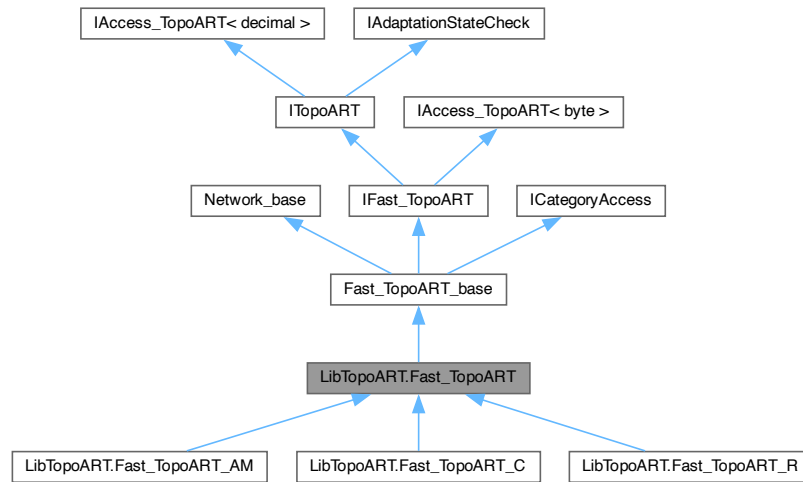 IAccess_TopoART< decimal >
IAdaptationStateCheck
ITopoART
IAccess_TopoART< byte >
Network_base
IFast_TopoART
ICategoryAccess
Fast_TopoART_base
LibTopoART.Fast_TopoART
LibTopoART.Fast_TopoART_AM
LibTopoART.Fast_TopoART_C
LibTopoART.Fast_TopoART_R